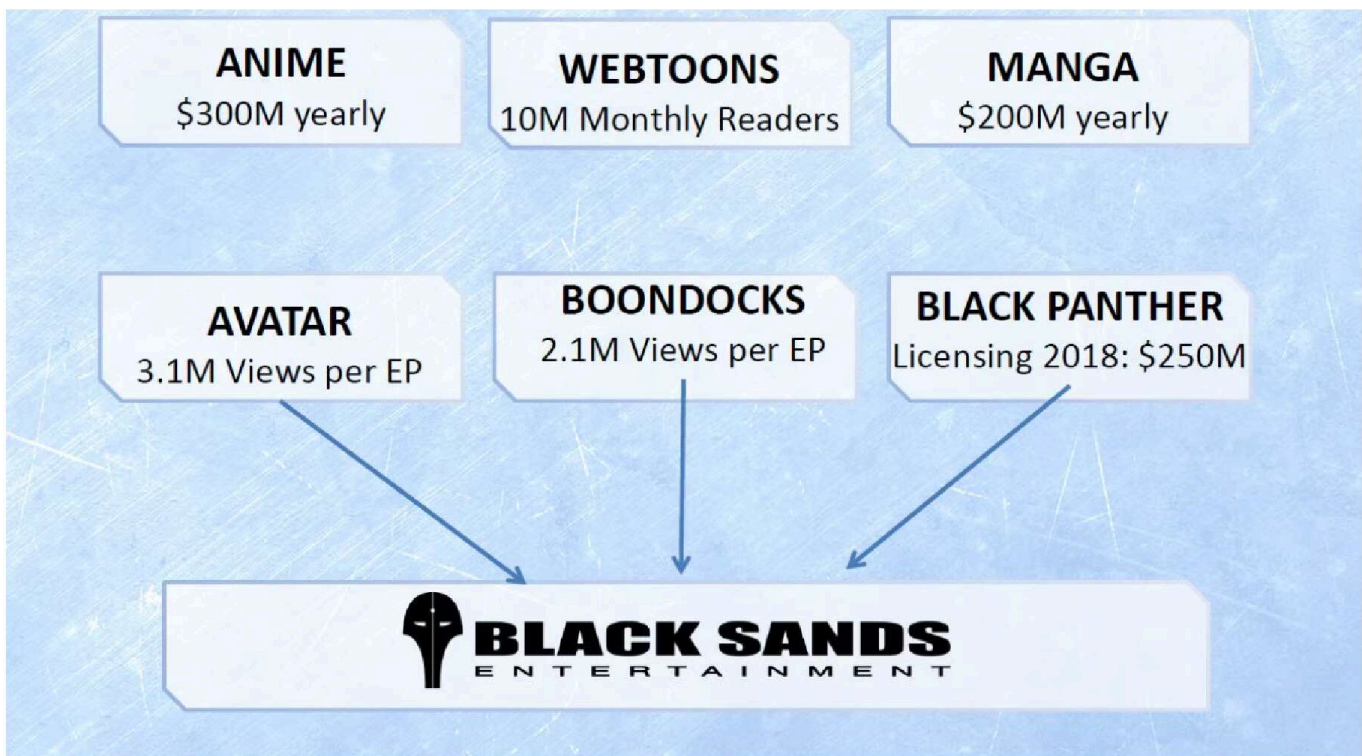 ANIME
$300M yearly
WEBTOONS
10M Monthly Readers
MANGA
$200M yearly
AVATAR
3.1M Views per EP
BOONDOCKS
2.1M Views per EP
BLACK PANTHER
Licensing 2018: $250M
BLACK SANDS
ENTERTAINMENT